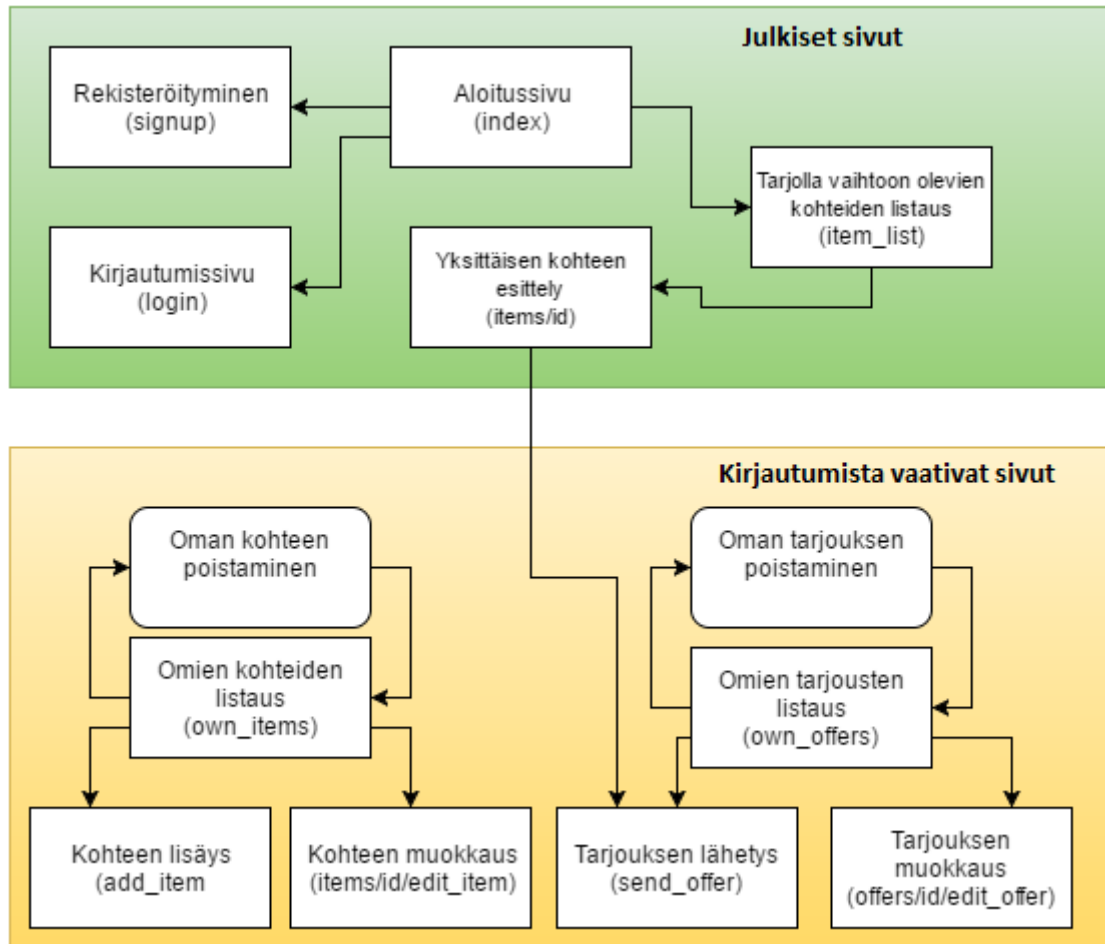 Julkiset sivut
Rekisteröityminen
(signup)
Aloitussivu
(index)
Tarjolla vaihtoon olevien
kohteiden listaus
(item_list)
Kirjautumissivu
(login)
Yksittäisen kohteen
esittely
(items/id)
Kirjautumista vaativat sivut
Oman kohteen
poistaminen
Oman tarjouksen
poistaminen
Omien kohteiden
listaus
(own_items)
Omien tarjousten
listaus
(own_offers)
Kohteen lisäys
(add_item
Kohteen muokkaus
(items/id/edit_item)
Tarjouksen lähetys
(send_offer)
Tarjouksen
muokkaus
(offers/id/edit_offer)